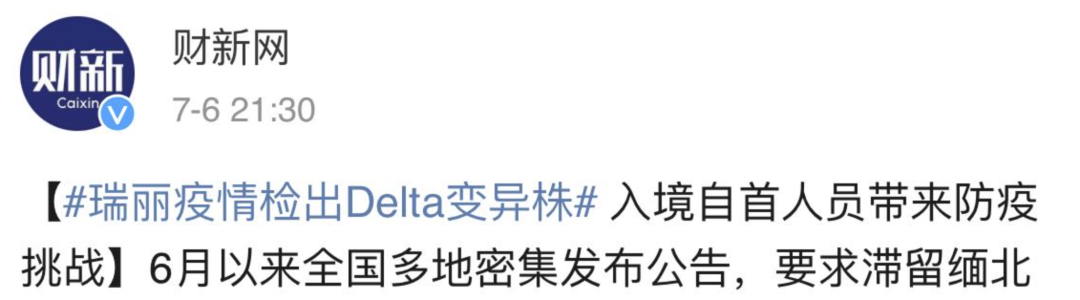 财新
Caixin
财新网
7-6 21:30
【#瑞丽疫情检出Delta变异株# 入境自首人员带来防疫
挑战】6月以来全国多地密集发布公告，要求滞留缅北